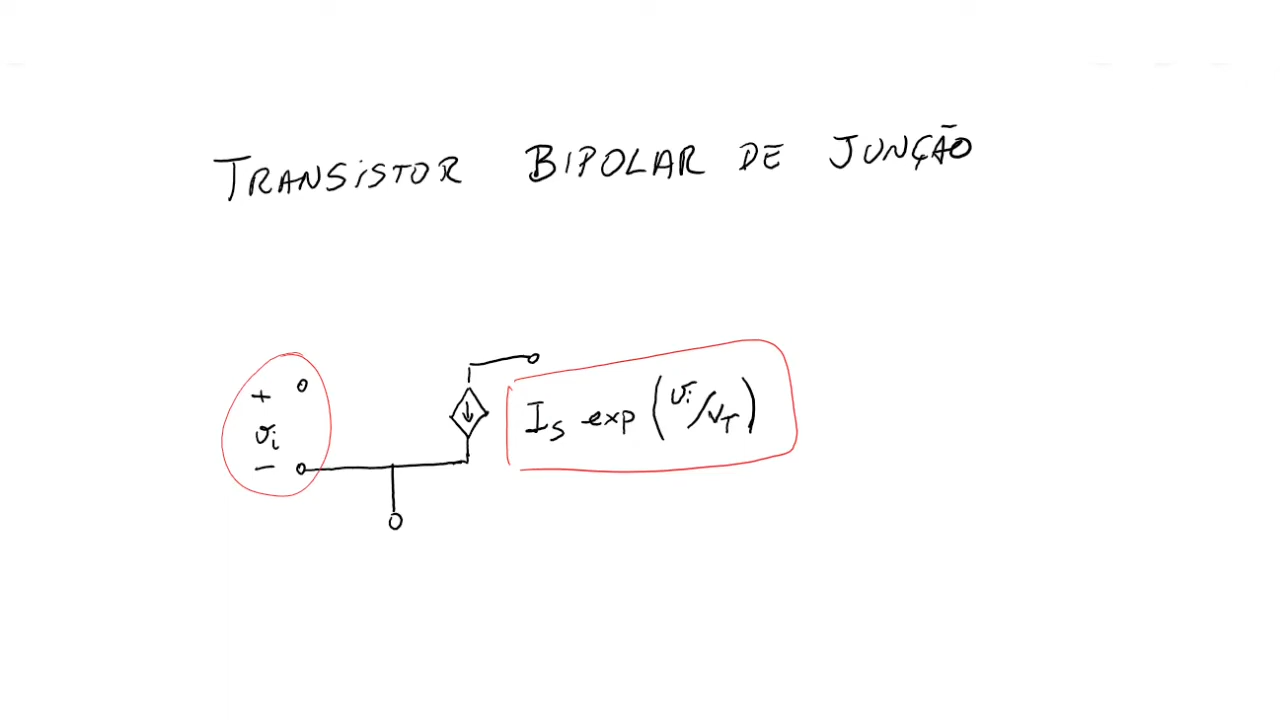 TRANSISTOR BIPOLAR DE JUNÇÃO
+
vi
−
Is exp (vi/VT)